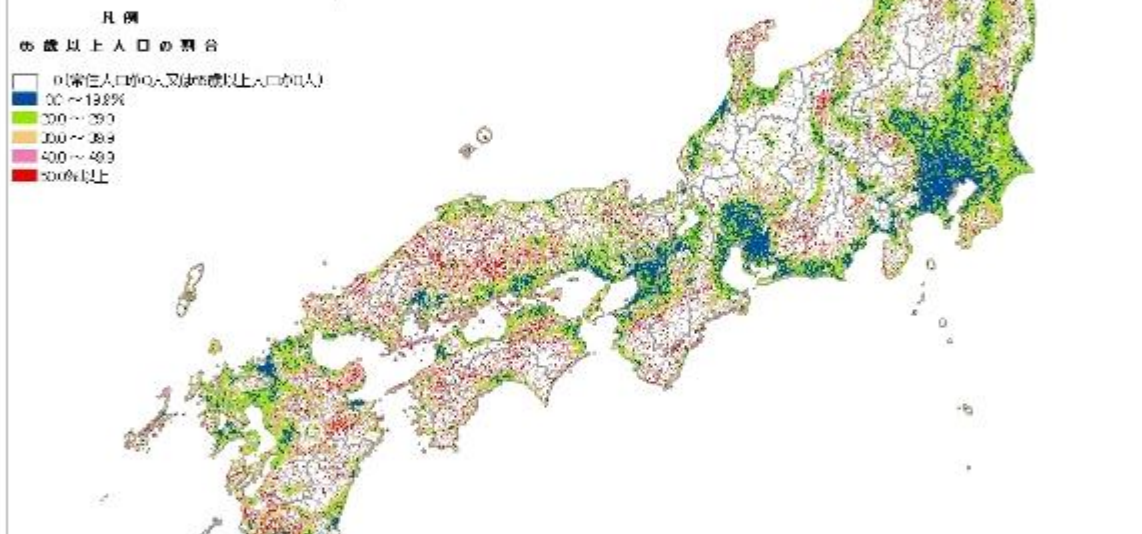 凡 例
65 歳 以 上 人 口 の 割 合
0(常住人口が0人又は65歳以上人口が0人)
0.0 ～ 19.9%
20.0 ～ 29.9
30.0 ～ 39.9
40.0 ～ 49.9
50.0%以上